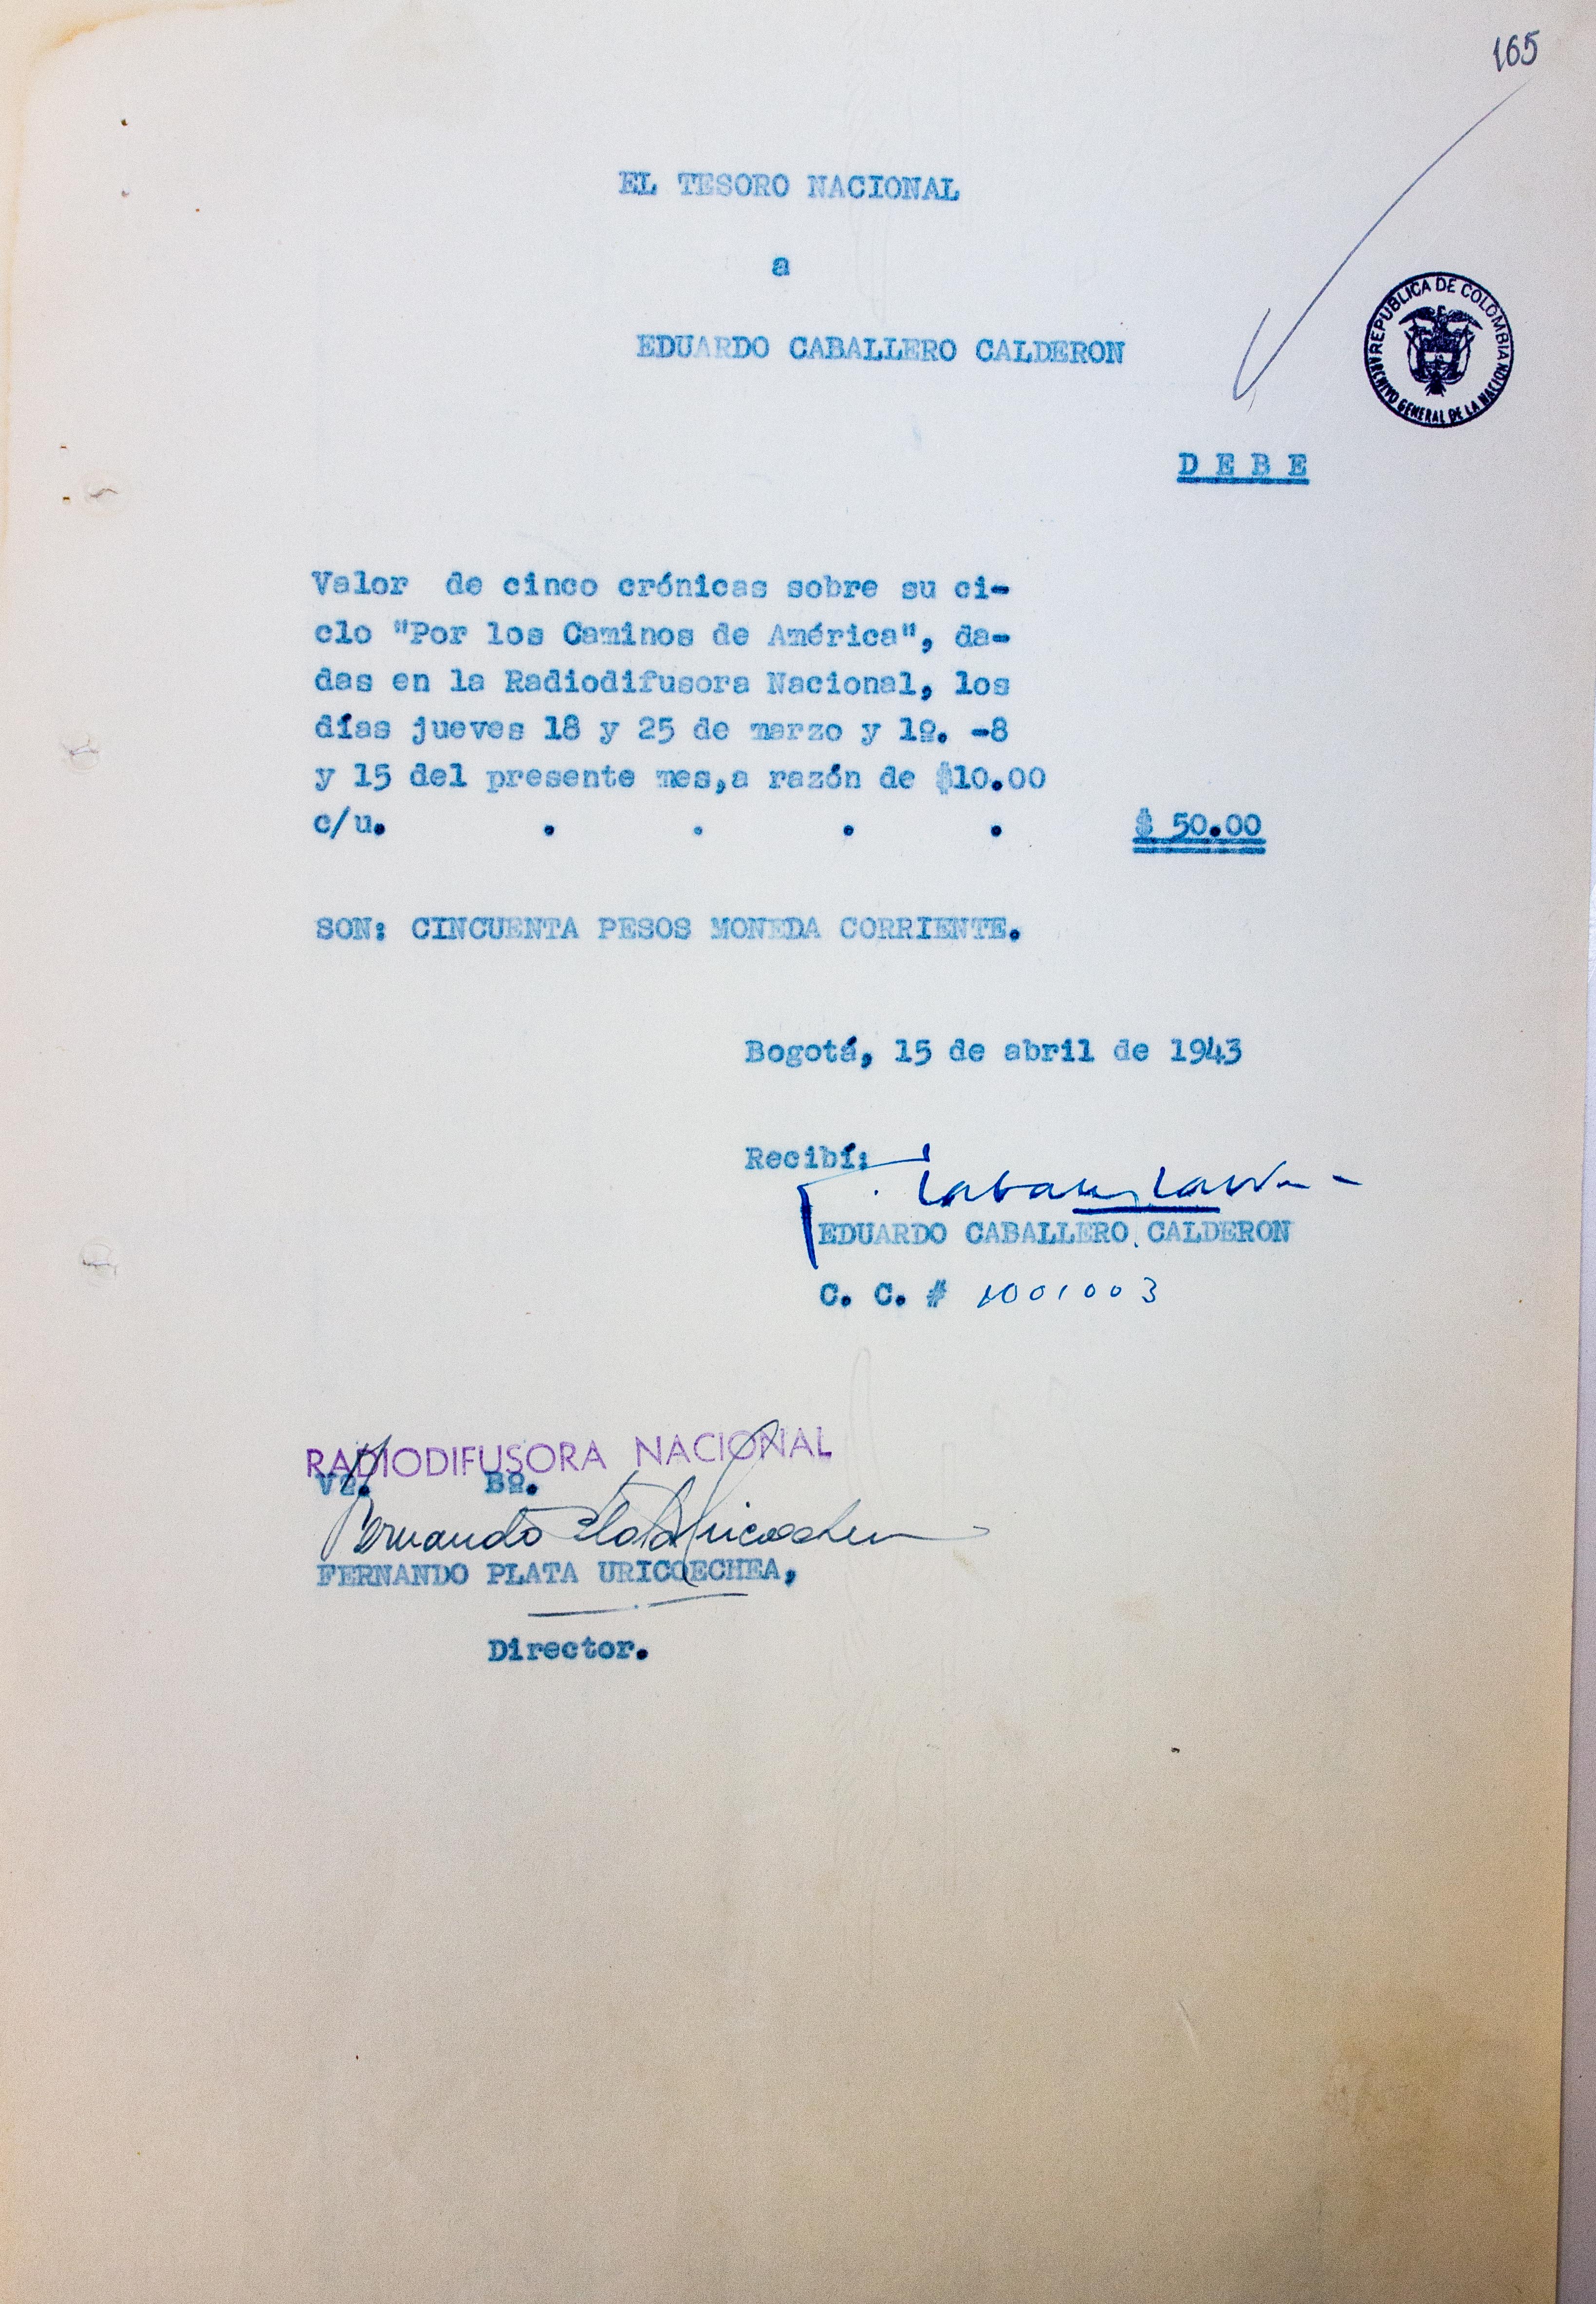 165
EL TESORO NACIONAL
a
EDUARDO CABALLERO CALDERON
REPUBLICA DE COLOMBIA
ARCHIVO GENERAL DE LA NACION
D E B E
Valor de cinco crónicas sobre su ci-
clo "Por los Caminos de América", da-
das en la Radiodifusora Nacional, los
días jueves 18 y 25 de marzo y 1º. -8
y 15 del presente mes,a razón de $10.00
c/u. . . . . $ 50.00
SON: CINCUENTA PESOS MONEDA CORRIENTE.
Bogotá, 15 de abril de 1943
Recibí:
EDUARDO CABALLERO CALDERON
C. C. # 1001003
RADIODIFUSORA NACIONAL
Vº. Bº.
Fernando Plata Uricoechea
FERNANDO PLATA URICOECHEA,
Director.